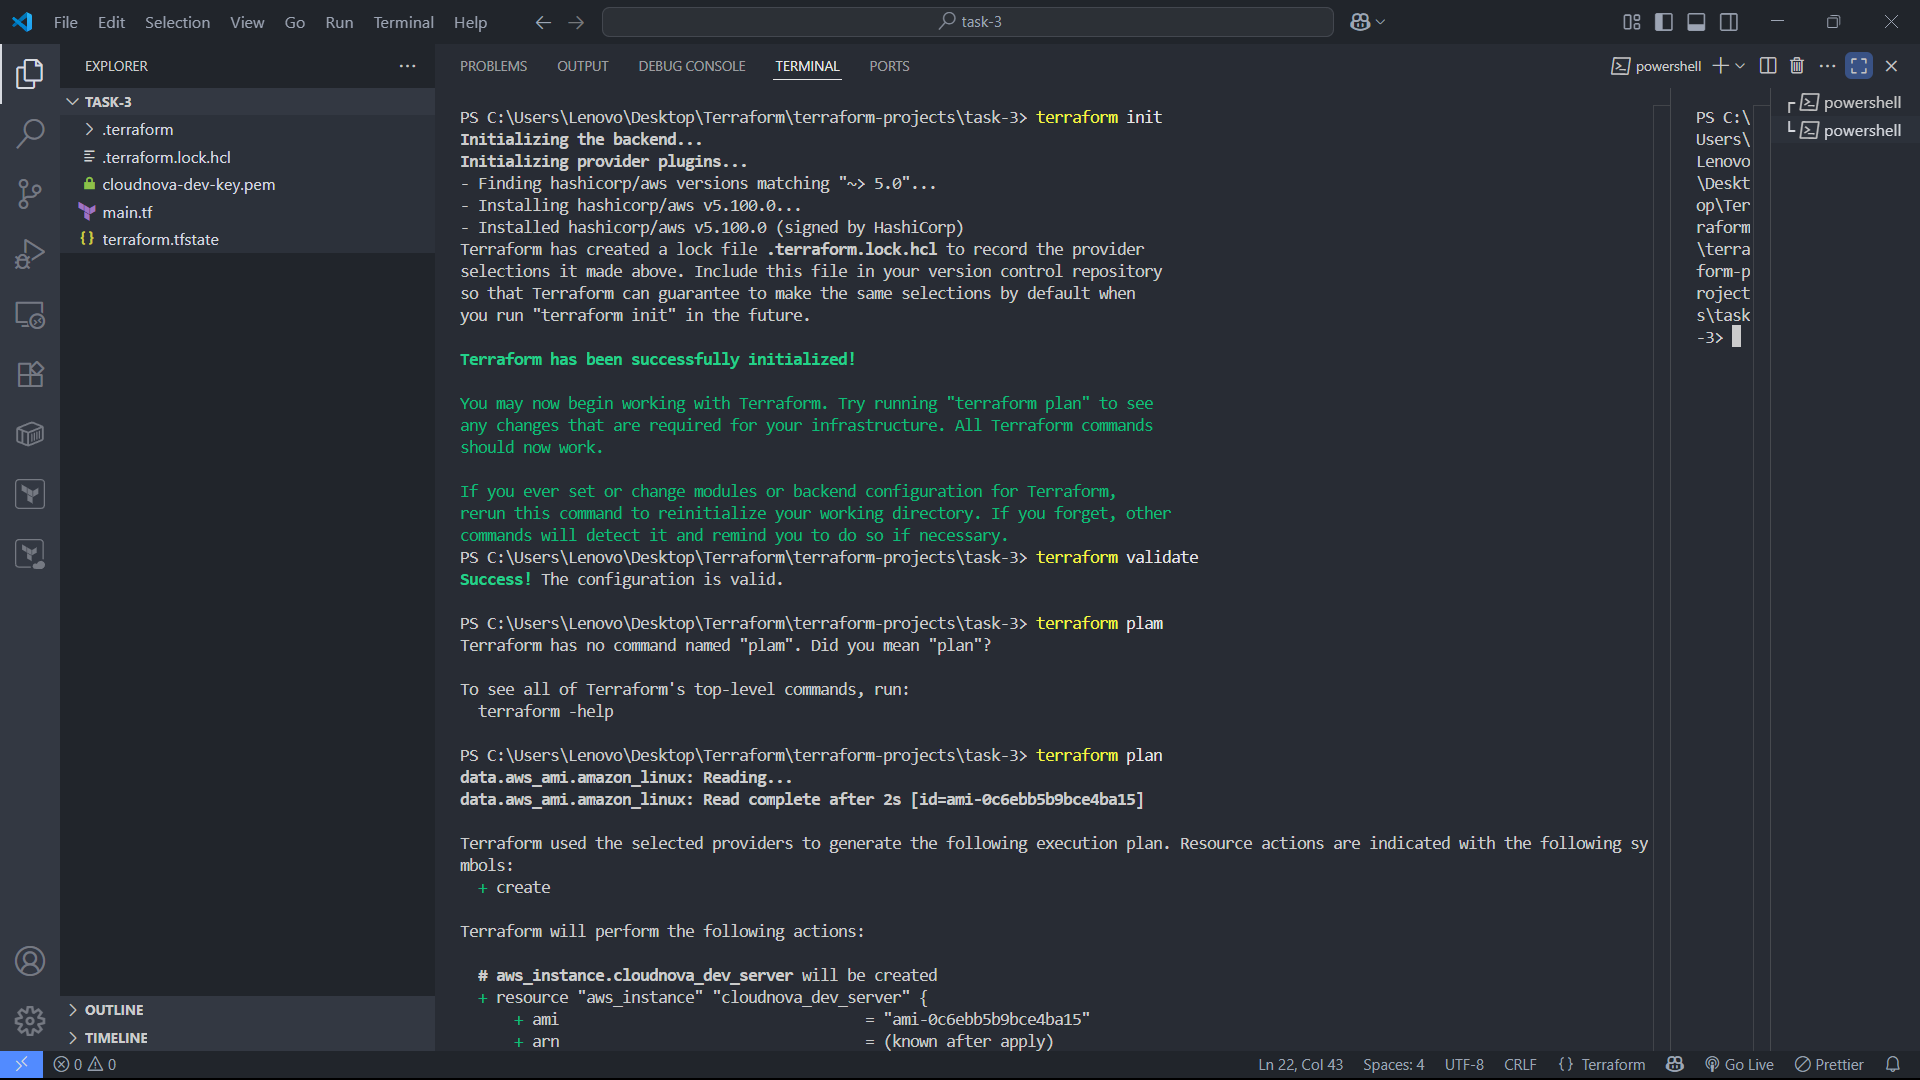 File Edit Selection View Go Run Terminal Help
task-3
EXPLORER
TASK-3
.terraform
.terraform.lock.hcl
cloudnova-dev-key.pem
main.tf
{} terraform.tfstate
OUTLINE
TIMELINE
PROBLEMS OUTPUT DEBUG CONSOLE TERMINAL PORTS
powershell
PS C:\Users\Lenovo\Desktop\Terraform\terraform-projects\task-3> terraform init
Initializing the backend...
Initializing provider plugins...
- Finding hashicorp/aws versions matching "~> 5.0"...
- Installing hashicorp/aws v5.100.0...
- Installed hashicorp/aws v5.100.0 (signed by HashiCorp)
Terraform has created a lock file .terraform.lock.hcl to record the provider
selections it made above. Include this file in your version control repository
so that Terraform can guarantee to make the same selections by default when
you run "terraform init" in the future.
Terraform has been successfully initialized!
You may now begin working with Terraform. Try running "terraform plan" to see
any changes that are required for your infrastructure. All Terraform commands
should now work.
If you ever set or change modules or backend configuration for Terraform,
rerun this command to reinitialize your working directory. If you forget, other
commands will detect it and remind you to do so if necessary.
PS C:\Users\Lenovo\Desktop\Terraform\terraform-projects\task-3> terraform validate
Success! The configuration is valid.
PS C:\Users\Lenovo\Desktop\Terraform\terraform-projects\task-3> terraform plam
Terraform has no command named "plam". Did you mean "plan"?
To see all of Terraform's top-level commands, run:
terraform -help
PS C:\Users\Lenovo\Desktop\Terraform\terraform-projects\task-3> terraform plan
data.aws_ami.amazon_linux: Reading...
data.aws_ami.amazon_linux: Read complete after 2s [id=ami-0c6ebb5b9bce4ba15]
Terraform used the selected providers to generate the following execution plan. Resource actions are indicated with the following sy
mbols:
+ create
Terraform will perform the following actions:
# aws_instance.cloudnova_dev_server will be created
+ resource "aws_instance" "cloudnova_dev_server" {
+ ami = "ami-0c6ebb5b9bce4ba15"
+ arn = (known after apply)
PS C:\
Users\
Lenovo
\Deskt
op\Ter
raform
\terra
form-p
roject
s\task
-3>
powershell
powershell
0 0
Ln 22, Col 43 Spaces: 4 UTF-8 CRLF {} Terraform Go Live Prettier